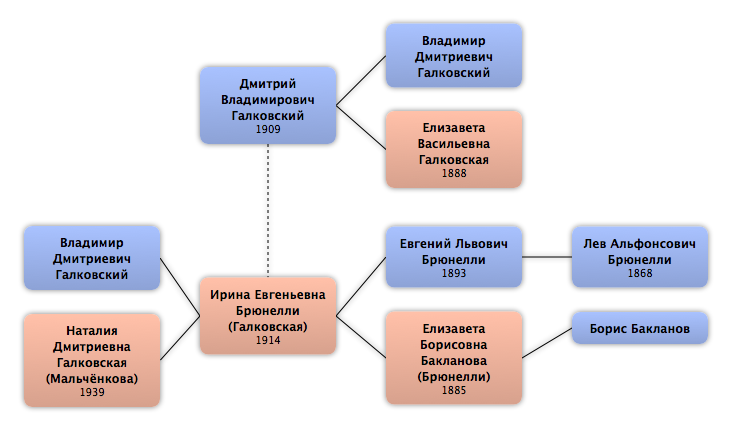 Владимир
Дмитриевич
Галковский
Дмитрий
Владимирович
Галковский
1909
Елизавета
Васильевна
Галковская
1888
Владимир
Дмитриевич
Галковский
Евгений Львович
Брюнелли
1893
Лев Альфонсович
Брюнелли
1868
Ирина Евгеньевна
Брюнелли
(Галковская)
1914
Наталия
Дмитриевна
Галковская
(Мальчёнкова)
1939
Елизавета
Борисовна
Бакланова
(Брюнелли)
1885
Борис Бакланов